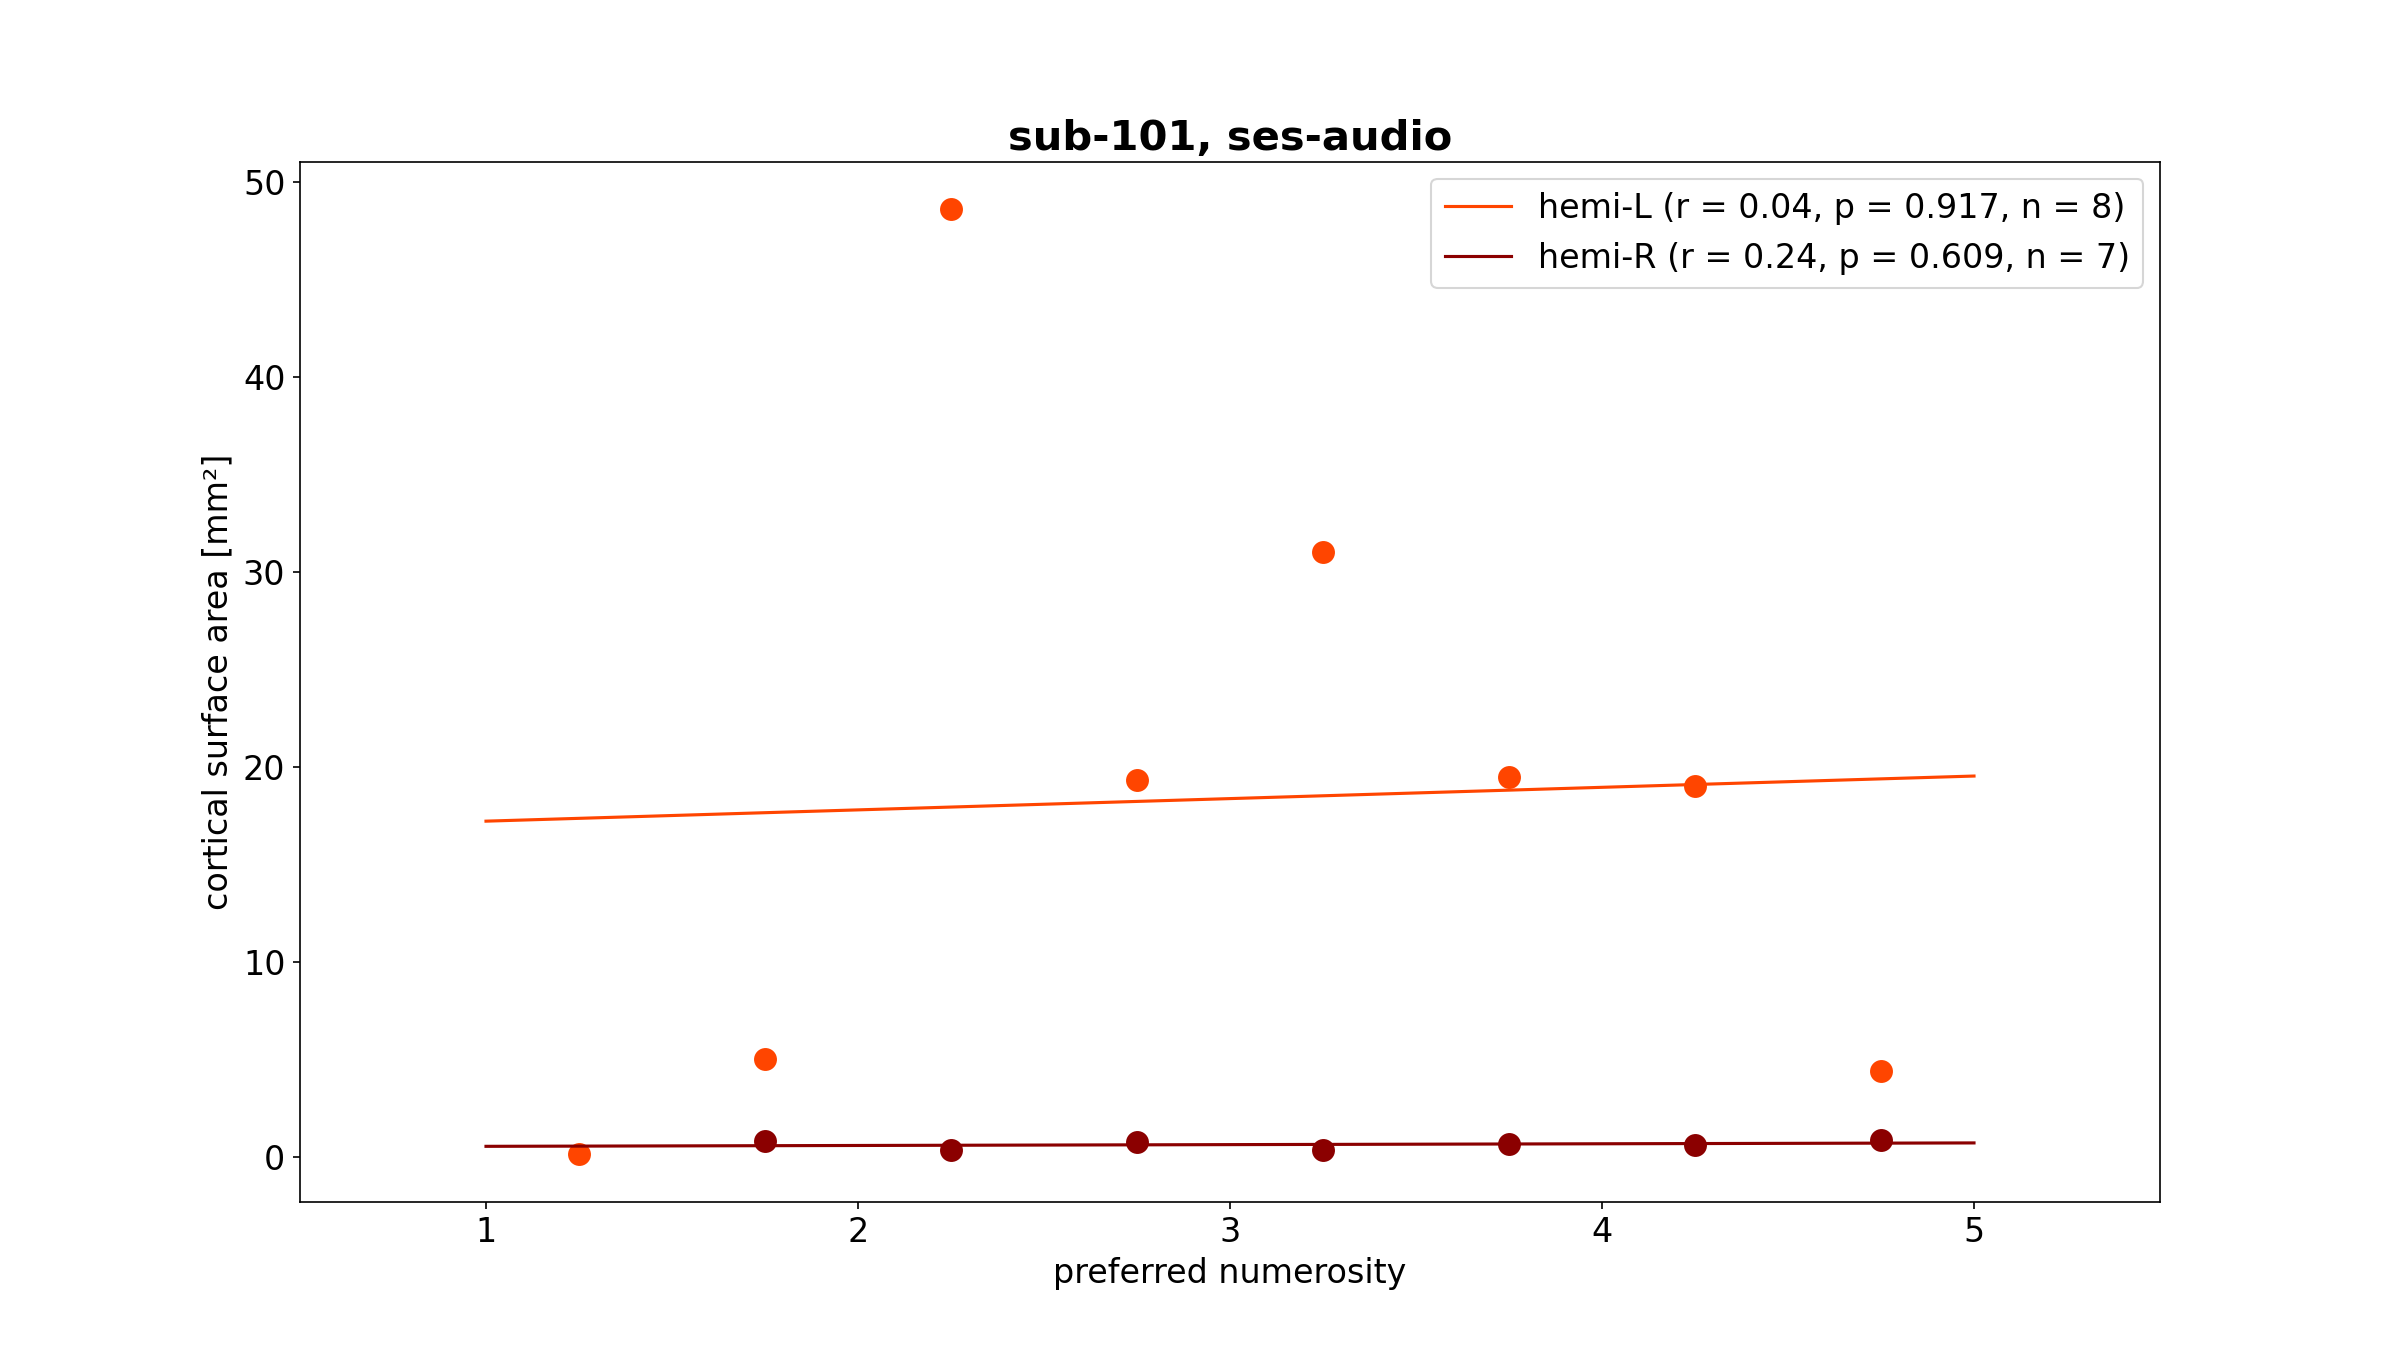 sub-101, ses-audio
hemi-L (r = 0.04, p = 0.917, n = 8)
hemi-R (r = 0.24, p = 0.609, n = 7)
cortical surface area [mm²]
50
40
30
20
10
0
1 2 3 4 5
preferred numerosity